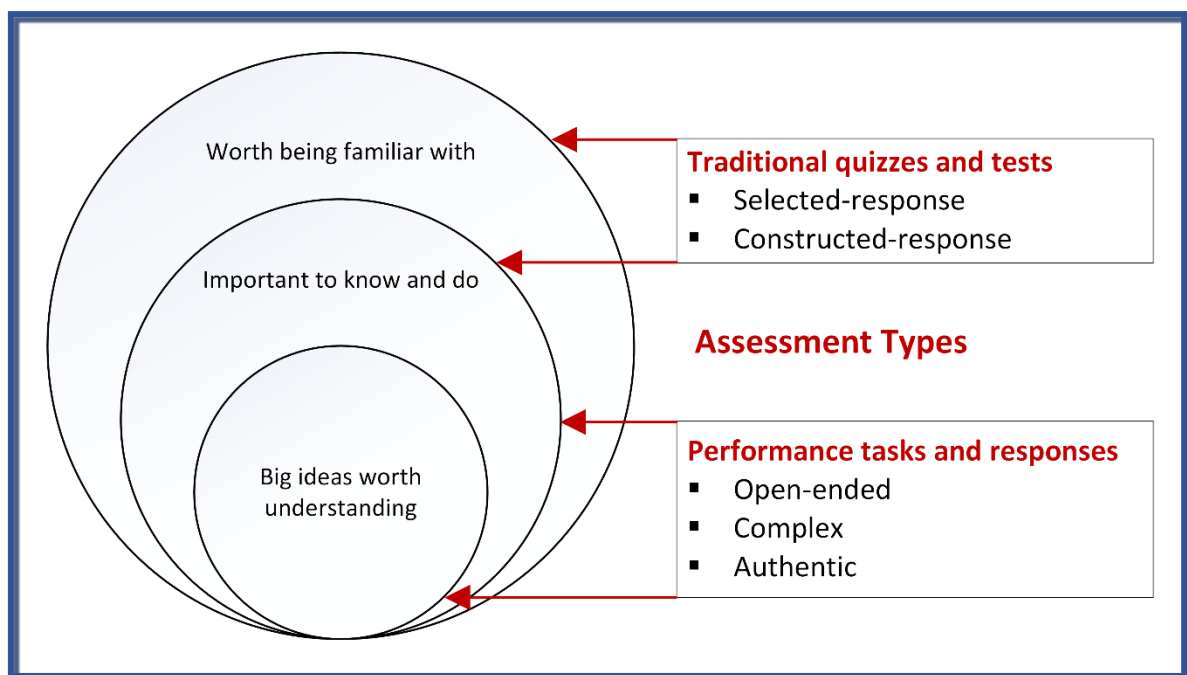 Worth being familiar with
Important to know and do
Big ideas worth
understanding
Traditional quizzes and tests
▪ Selected-response
▪ Constructed-response
Assessment Types
Performance tasks and responses
▪ Open-ended
▪ Complex
▪ Authentic